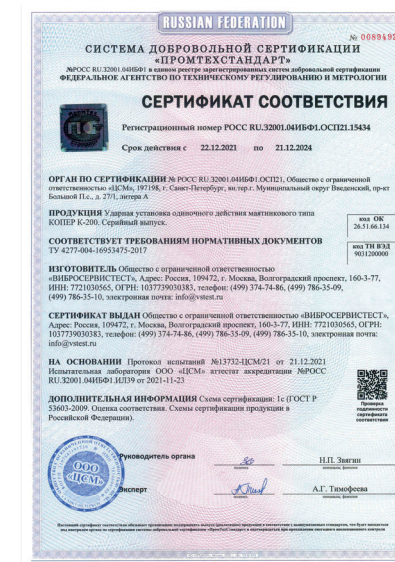 RUSSIAN FEDERATION
№ 0089493
СИСТЕМА ДОБРОВОЛЬНОЙ СЕРТИФИКАЦИИ
«ПРОМТЕХСТАНДАРТ»
№РОСС RU.32001.04ИБФ1 в едином реестре зарегистрированных систем добровольной сертификации
ФЕДЕРАЛЬНОЕ АГЕНТСТВО ПО ТЕХНИЧЕСКОМУ РЕГУЛИРОВАНИЮ И МЕТРОЛОГИИ
СЕРТИФИКАТ СООТВЕТСТВИЯ
Регистрационный номер РОСС RU.32001.04ИБФ1.ОСП21.15434
Срок действия с 22.12.2021 по 21.12.2024
ОРГАН ПО СЕРТИФИКАЦИИ № РОСС RU.32001.04ИБФ1.ОСП21, Общество с ограниченной
ответственностью «ЦСМ», 197198, г. Санкт-Петербург, вн.тер.г. Муниципальный округ Введенский, пр-кт
Большой П.с., д. 27/1, литера А
ПРОДУКЦИЯ Ударная установка одиночного действия маятникового типа
КОПЕР К-200. Серийный выпуск.
код ОК
26.51.66.134
СООТВЕТСТВУЕТ ТРЕБОВАНИЯМ НОРМАТИВНЫХ ДОКУМЕНТОВ
ТУ 4277-004-16953475-2017
код ТН ВЭД
9031200000
ИЗГОТОВИТЕЛЬ Общество с ограниченной ответственностью
«ВИБРОСЕРВИСТЕСТ», Адрес: Россия, 109472, г. Москва, Волгоградский проспект, 160-3-77,
ИНН: 7721030565, ОГРН: 1037739030383, телефон: (499) 374-74-86, (499) 786-35-09,
(499) 786-35-10, электронная почта: info@vstest.ru
СЕРТИФИКАТ ВЫДАН Общество с ограниченной ответственностью «ВИБРОСЕРВИСТЕСТ»,
Адрес: Россия, 109472, г. Москва, Волгоградский проспект, 160-3-77, ИНН: 7721030565, ОГРН:
1037739030383, телефон: (499) 374-74-86, (499) 786-35-09, (499) 786-35-10, электронная почта:
info@vstest.ru
НА ОСНОВАНИИ Протокол испытаний №13732-ЦСМ/21 от 21.12.2021
Испытательная лаборатория ООО «ЦСМ» аттестат аккредитации №РОСС
RU.32001.04ИБФ1.ИЛ39 от 2021-11-23
ДОПОЛНИТЕЛЬНАЯ ИНФОРМАЦИЯ Схема сертификации: 1с (ГОСТ Р
53603-2009. Оценка соответствия. Схемы сертификации продукции в
Российской Федерации).
Проверка
подлинности
сертификата
соответствия
ООО
«ЦСМ»
Руководитель органа
Н.П. Звягин
Эксперт
А.Г. Тимофеева